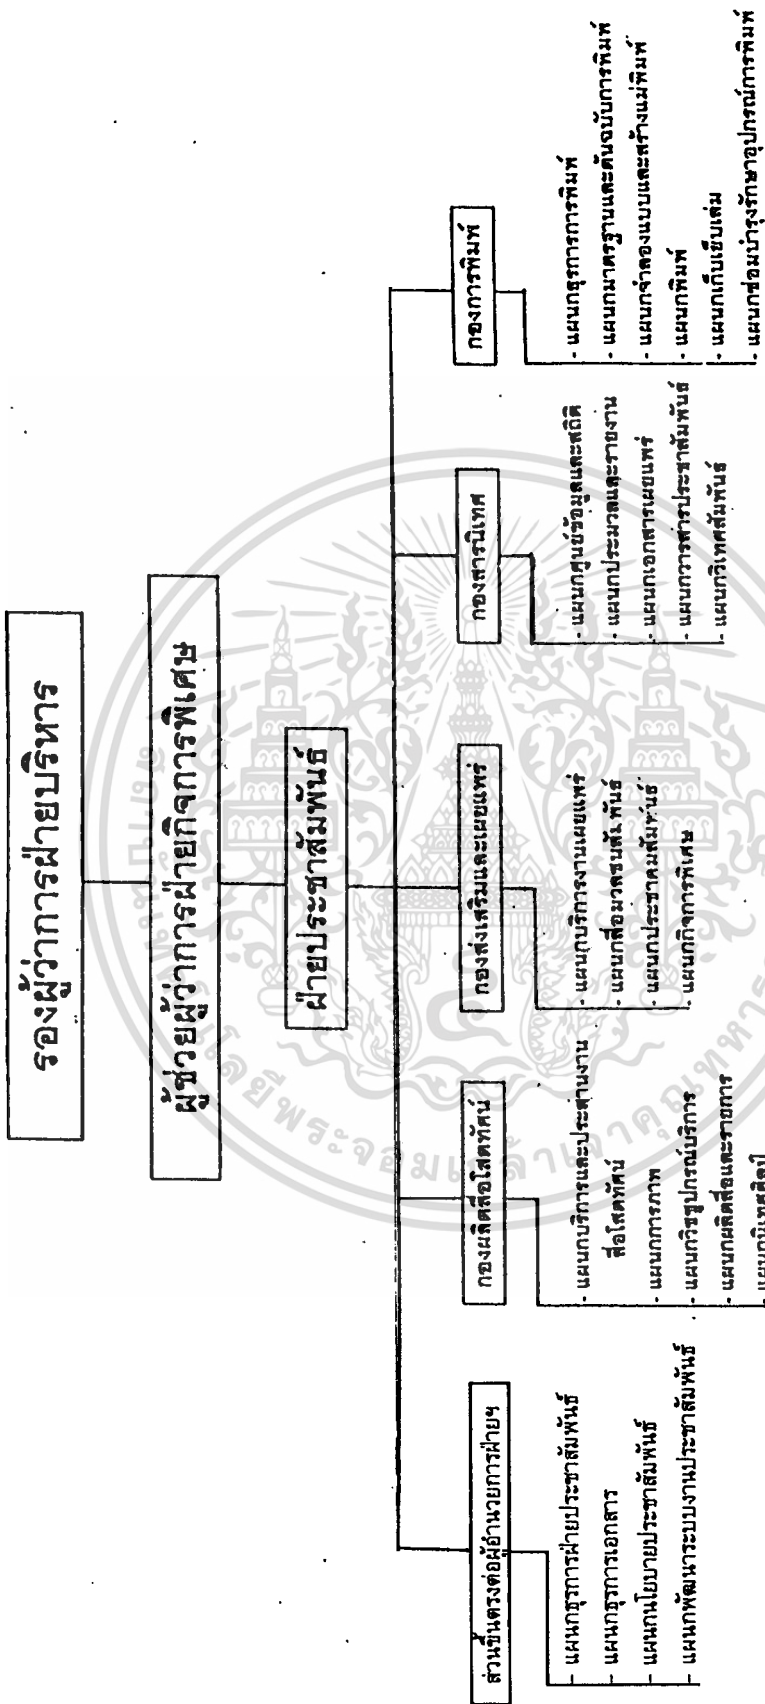 รองผู้ว่าการฝ่ายบริหาร
ผู้ช่วยผู้ว่าการฝ่ายกิจการพิเศษ
ฝ่ายประชาสัมพันธ์
ส่วนขึ้นตรงต่อผู้อำนวยการฝ่ายฯ
- แผนกธุรการฝ่ายประชาสัมพันธ์
- แผนกธุรการเอกสาร
- แผนกนโยบายประชาสัมพันธ์
- แผนกพัฒนาระบบงานประชาสัมพันธ์
กองผลิตสื่อโสตทัศน์
- แผนกบริการและประสานงาน
สื่อโสตทัศน์
- แผนกการภาพ
- แผนกวิชชูปกรณ์บริการ
- แผนกผลิตสื่อและรายการ
- แผนกนิเทศศิลป์
กองส่งเสริมและเผยแพร่
- แผนกบริการงานเผยแพร่
- แผนกสื่อมวลชนสัมพันธ์
- แผนกประชาคมสัมพันธ์
- แผนกกิจการพิเศษ
กองสารนิเทศ
- แผนกศูนย์ข้อมูลและสถิติ
- แผนกประมวลและรายงาน
- แผนกเอกสารเผยแพร่
- แผนกวารสารประชาสัมพันธ์
- แผนกวิเทศสัมพันธ์
กองการพิมพ์
- แผนกธุรการการพิมพ์
- แผนกมาตรฐานและต้นฉบับการพิมพ์
- แผนกจำลองแบบและสร้างแม่พิมพ์
- แผนกพิมพ์
- แผนกเก็บเย็บเล่ม
- แผนกซ่อมบำรุงรักษาอุปกรณ์การพิมพ์